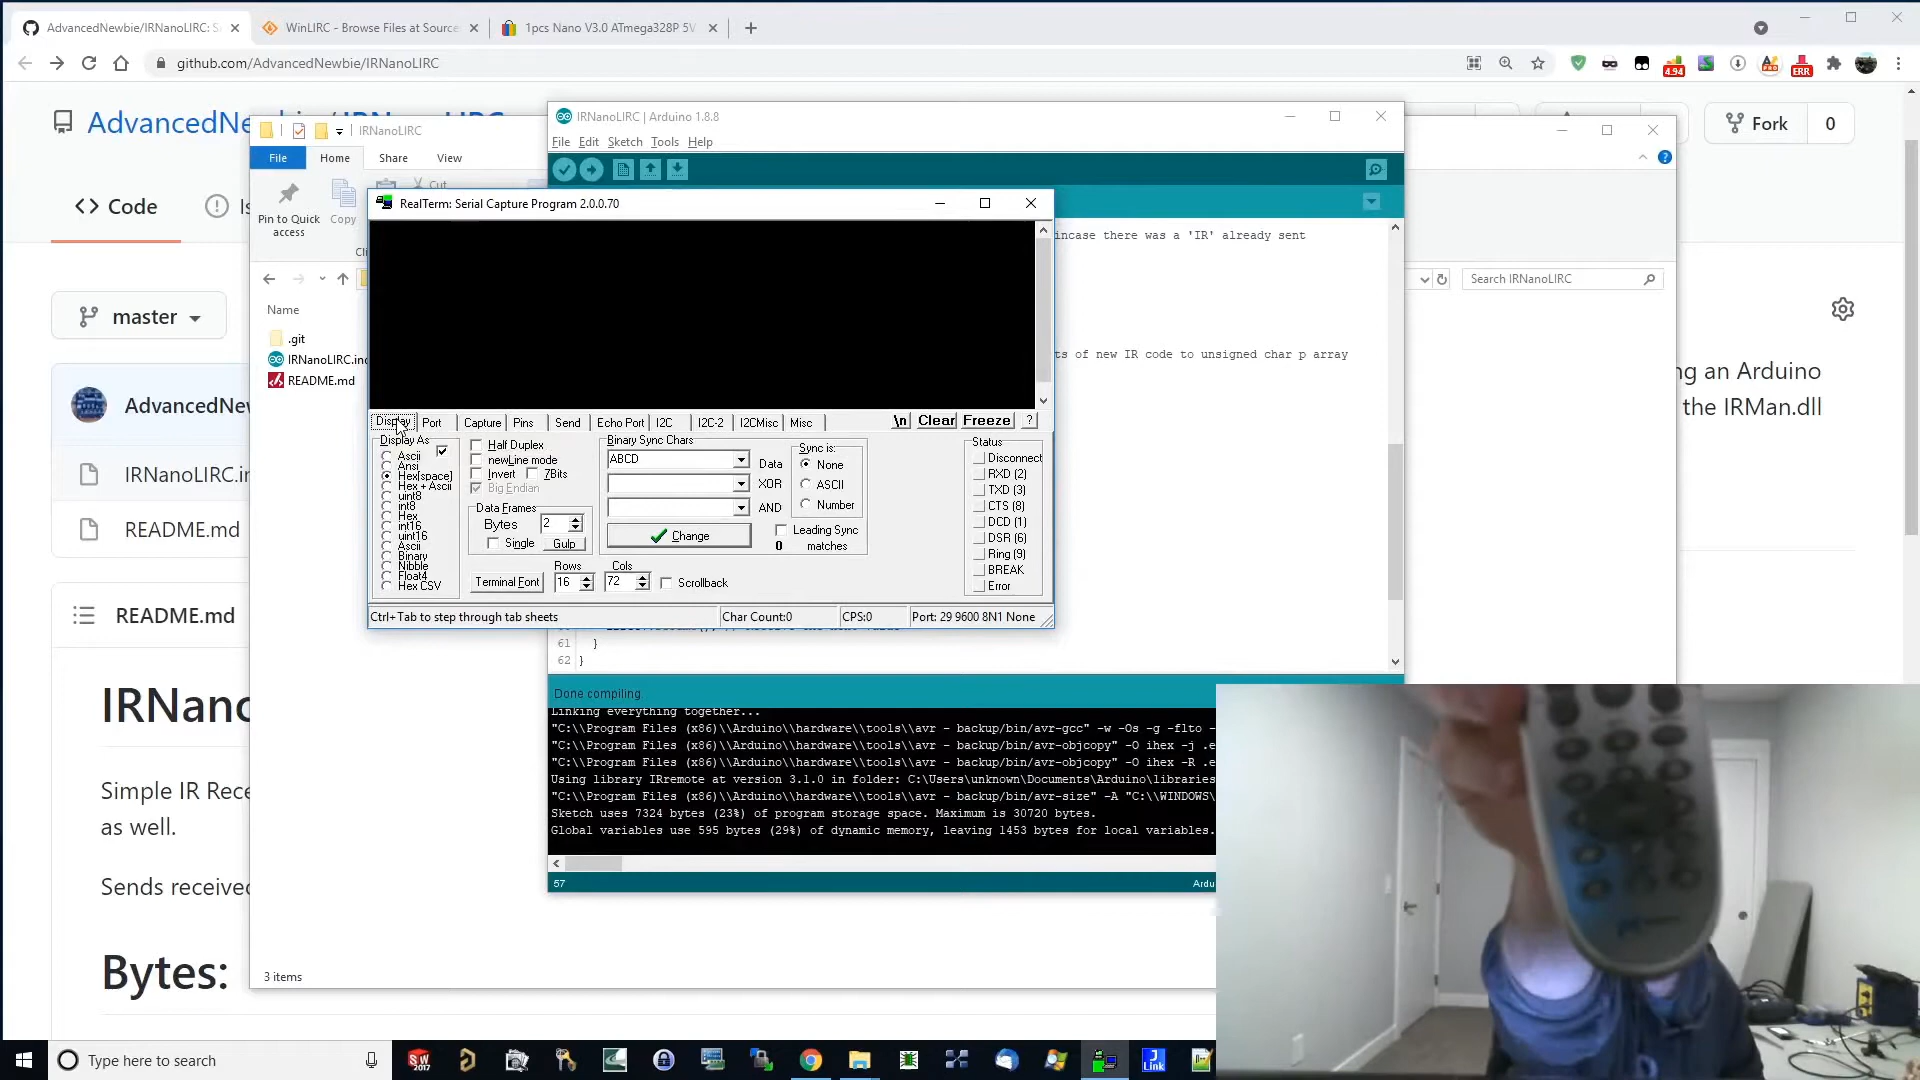 AdvancedNewbie/IRNanoLIRC: S
WinLIRC - Browse Files at Source
1pcs Nano V3.0 ATmega328P 5V
github.com/AdvancedNewbie/IRNanoLIRC
4.94
ERR
Fork
0
IRNanoLIRC
File
Home
Share
View
Cut
Pin to Quick
access
Copy
Search IRNanoLIRC
Name
.git
IRNanoLIRC.ino
README.md
3 items
Code
master
README.md
README.md
Simple IR Rece
as well.
Sends received
Bytes:
ng an Arduino
the IRMan.dll
IRNanoLIRC | Arduino 1.8.8
File Edit Sketch Tools Help
incase there was a 'IR' already sent
ts of new IR code to unsigned char p array
61 }
62 }
Done compiling
Linking everything together...
"C:\\Program Files (x86)\\Arduino\\hardware\\tools\\avr - backup/bin/avr-gcc" -w -Os -g -flto -
"C:\\Program Files (x86)\\Arduino\\hardware\\tools\\avr - backup/bin/avr-objcopy" -O ihex -j .e
"C:\\Program Files (x86)\\Arduino\\hardware\\tools\\avr - backup/bin/avr-objcopy" -O ihex -R .e
Using library IRremote at version 3.1.0 in folder: C:\Users\unknown\Documents\Arduino\libraries
"C:\\Program Files (x86)\\Arduino\\hardware\\tools\\avr - backup/bin/avr-size" -A "C:\\WINDOWS\
Sketch uses 7324 bytes (23%) of program storage space. Maximum is 30720 bytes.
Global variables use 595 bytes (29%) of dynamic memory, leaving 1453 bytes for local variables.
57
Ardu
RealTerm: Serial Capture Program 2.0.0.70
Display Port Capture Pins Send Echo Port I2C I2C-2 I2CMisc Misc \n Clear Freeze ?
Display As
Ascii
Ansi
Hex[space]
Hex + Ascii
uint8
int8
Hex
int16
uint16
Ascii
Binary
Nibble
Float4
Hex CSV
Half Duplex
newLine mode
Invert 7Bits
Big Endian
Data Frames
Bytes 2
Single Gulp
Rows Cols
Terminal Font 16 72 Scrollback
Binary Sync Chars
ABCD
Data
XOR
AND
Change
Sync is:
None
ASCII
Number
Leading Sync
0 matches
Status
Disconnect
RXD (2)
TXD (3)
CTS (8)
DCD (1)
DSR (6)
Ring (9)
BREAK
Error
Ctrl+Tab to step through tab sheets
Char Count:0
CPS:0
Port: 29 9600 8N1 None
Type here to search
SW
2017
J
Link